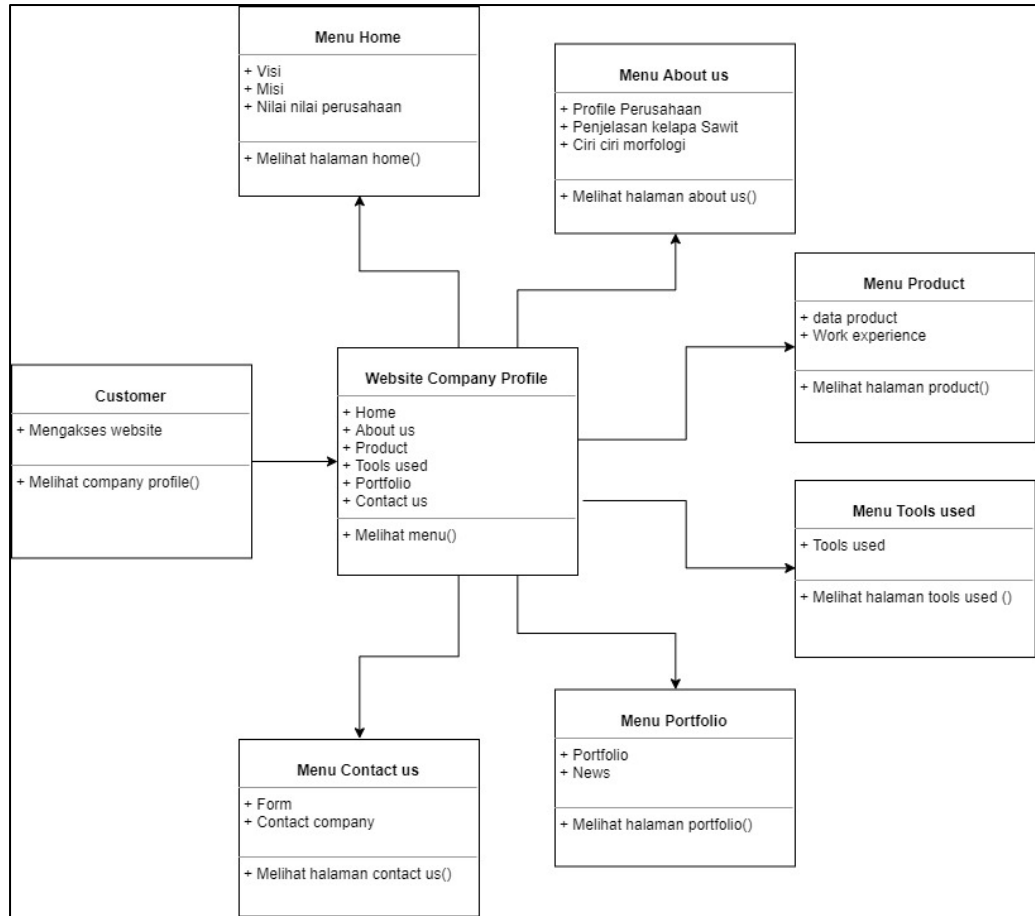 Menu Home
+ Visi
+ Misi
+ Nilai nilai perusahaan
+ Melihat halaman home()
Menu About us
+ Profile Perusahaan
+ Penjelasan kelapa Sawit
+ Ciri ciri morfologi
+ Melihat halaman about us()
Menu Product
+ data product
+ Work experience
+ Melihat halaman product()
Customer
+ Mengakses website
+ Melihat company profile()
Website Company Profile
+ Home
+ About us
+ Product
+ Tools used
+ Portfolio
+ Contact us
+ Melihat menu()
Menu Tools used
+ Tools used
+ Melihat halaman tools used ()
Menu Portfolio
+ Portfolio
+ News
+ Melihat halaman portfolio()
Menu Contact us
+ Form
+ Contact company
+ Melihat halaman contact us()